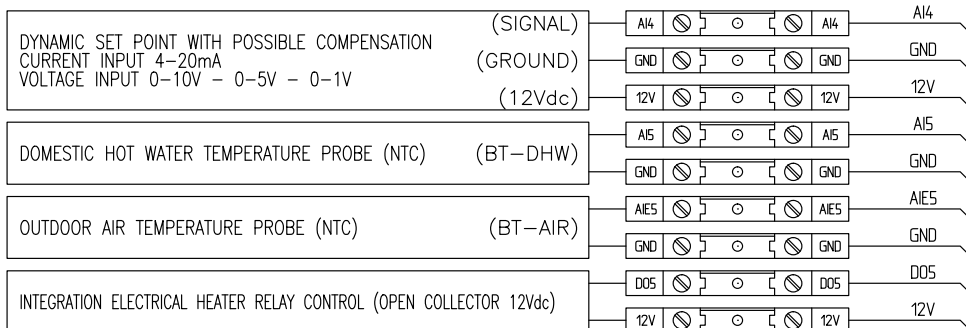 DYNAMIC SET POINT WITH POSSIBLE COMPENSATION
CURRENT INPUT 4-20mA
VOLTAGE INPUT 0-10V - 0-5V - 0-1V
(SIGNAL) AI4 AI4 AI4
(GROUND) GND GND GND
(12Vdc) 12V 12V 12V
DOMESTIC HOT WATER TEMPERATURE PROBE (NTC) (BT-DHW)
AI5 AI5 AI5
GND GND GND
OUTDOOR AIR TEMPERATURE PROBE (NTC) (BT-AIR)
AIE5 AIE5 AIE5
GND GND GND
INTEGRATION ELECTRICAL HEATER RELAY CONTROL (OPEN COLLECTOR 12Vdc)
DO5 DO5 DO5
12V 12V 12V